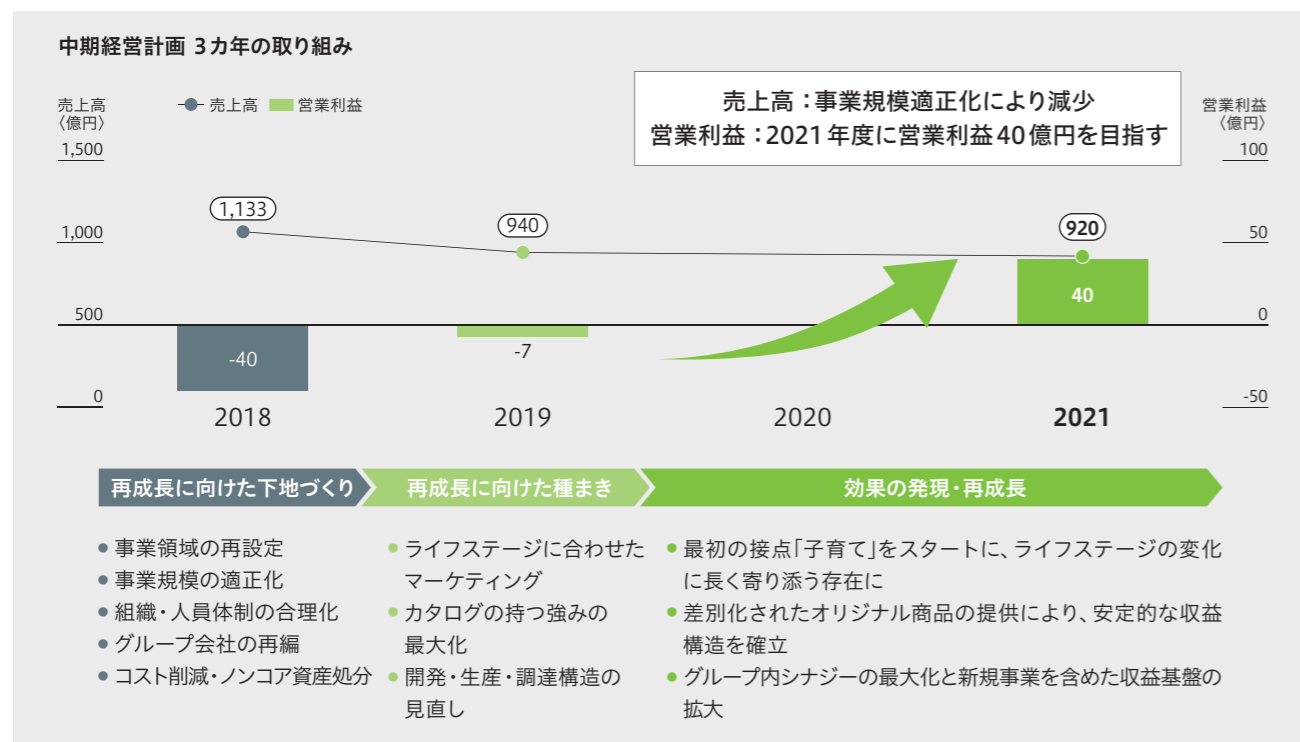 中期経営計画 3カ年の取り組み
売上高：事業規模適正化により減少
営業利益：2021年度に営業利益40億円を目指す
売上高
〈億円〉
売上高 営業利益
営業利益
〈億円〉
1,500
100
1,133
940
920
1,000
50
40
500
0
-40
-7
0
-50
2018 2019 2020 2021
再成長に向けた下地づくり
再成長に向けた種まき
効果の発現・再成長
● 事業領域の再設定
● 事業規模の適正化
● 組織・人員体制の合理化
● グループ会社の再編
● コスト削減・ノンコア資産処分
● ライフステージに合わせた
マーケティング
● カタログの持つ強みの
最大化
● 開発・生産・調達構造の
見直し
● 最初の接点「子育て」をスタートに、ライフステージの変化
に長く寄り添う存在に
● 差別化されたオリジナル商品の提供により、安定的な収益
構造を確立
● グループ内シナジーの最大化と新規事業を含めた収益基盤の
拡大